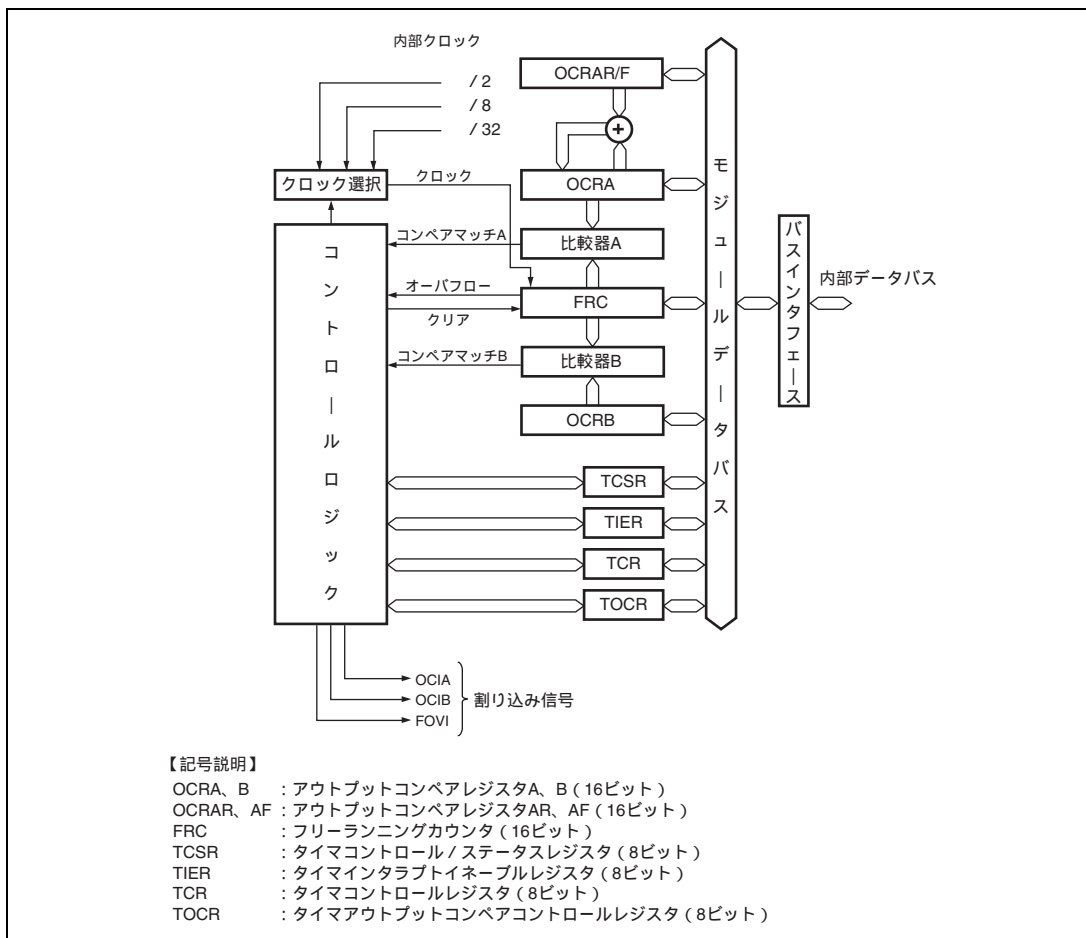 内部クロック
/ 2
/ 8
/ 32
クロック選択
クロック
OCRAR/F
+
OCRA
コンペアマッチA
比較器A
オーバフロー
FRC
クリア
コンペアマッチB
比較器B
OCRB
TCSR
TIER
TCR
TOCR
コントロールロジック
モジュールデータバス
バスインタフェース
内部データバス
OCIA
OCIB
FOVI
割り込み信号
【記号説明】
OCRA、B : アウトプットコンペアレジスタA、B(16ビット)
OCRAR、AF : アウトプットコンペアレジスタAR、AF(16ビット)
FRC : フリーランニングカウンタ(16ビット)
TCSR : タイマコントロール / ステータスレジスタ(8ビット)
TIER : タイマインタラプトイネーブルレジスタ(8ビット)
TCR : タイマコントロールレジスタ(8ビット)
TOCR : タイマアウトプットコンペアコントロールレジスタ(8ビット)